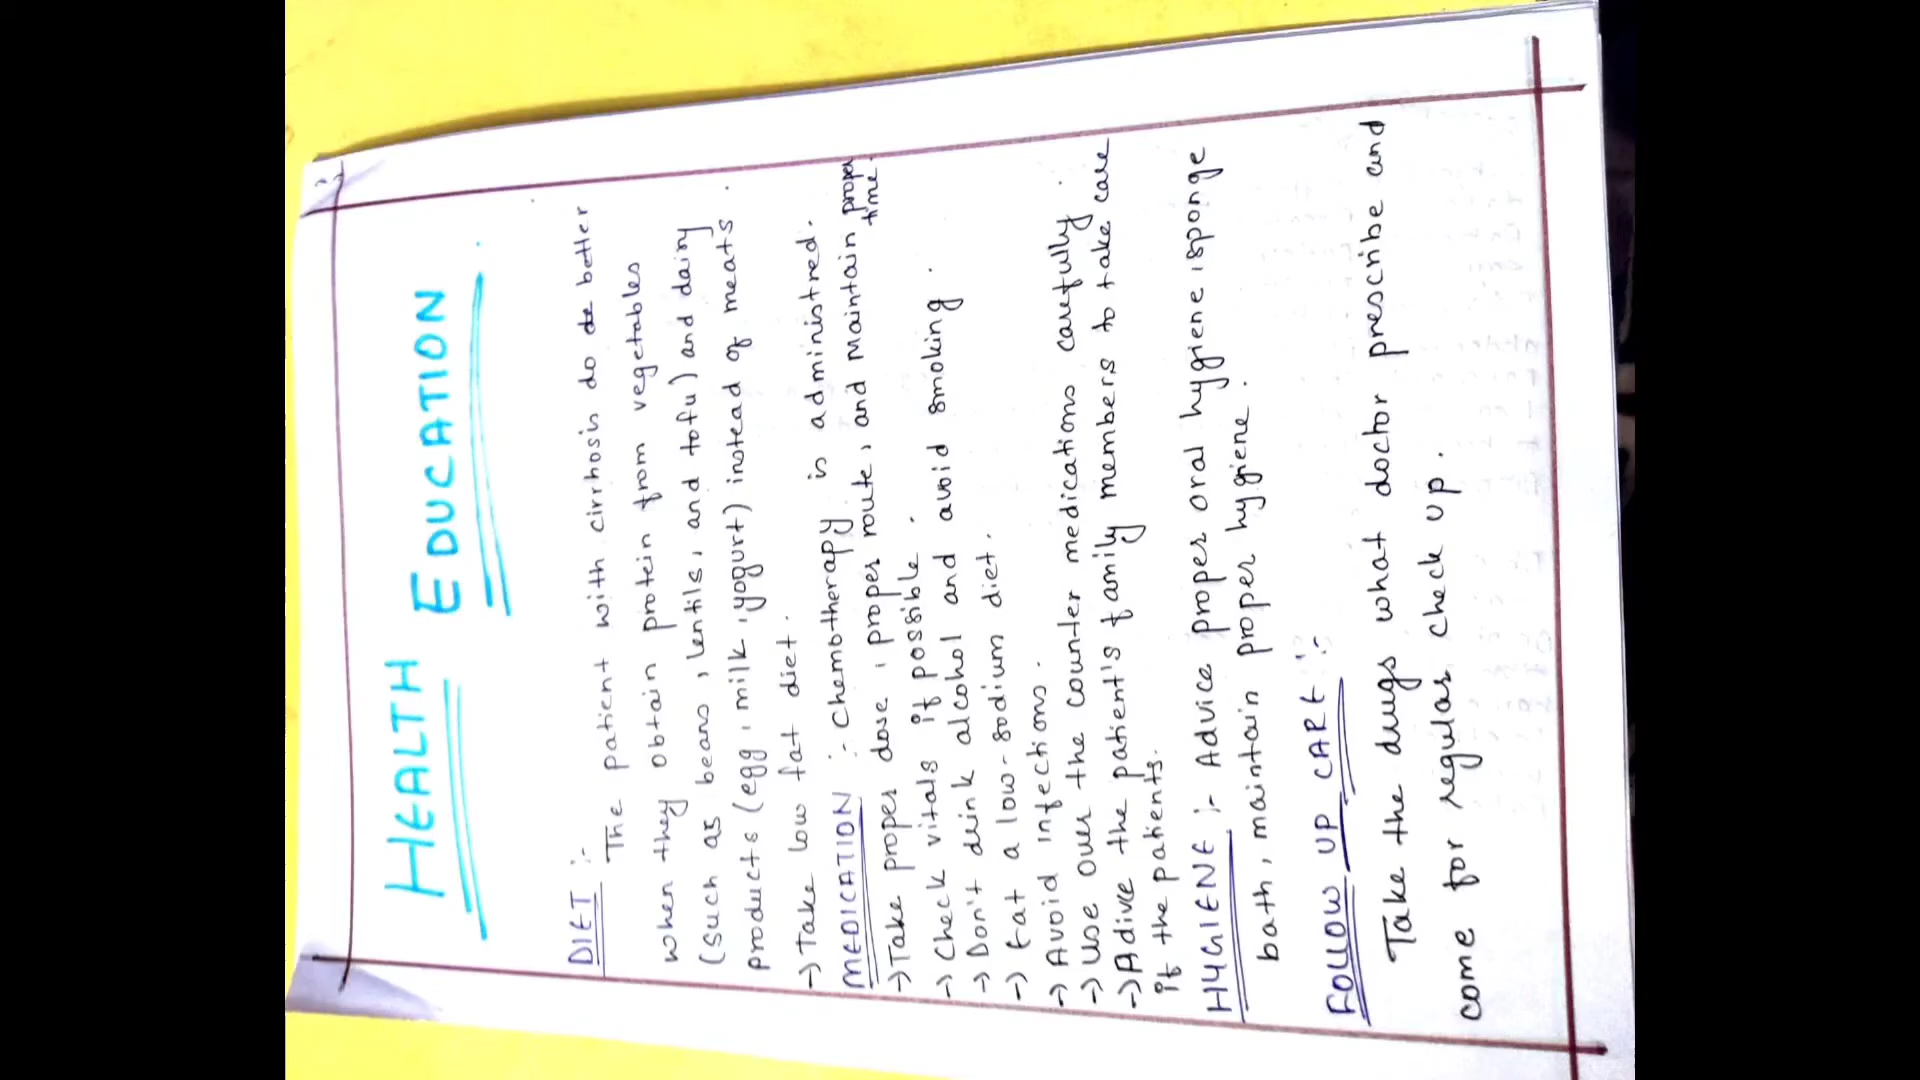 HEALTH EDUCATION
DIET :-
The patient with cirrhosis do de better
when they obtain protein from vegetables
(such as beans, lentils, and tofu) and dairy
products (egg, milk, yogurt) instead of meats.
→ Take low fat diet.
MEDICATION :- Chemotherapy is administred.
→ Take proper dose, proper route, and maintain proper
time.
→ Check vitals if possible.
→ Don't drink alcohol and avoid smoking.
→ Eat a low-sodium diet.
→ Avoid infections.
→ Use over the counter medications carefully.
→ Adive the patient's family members to take care
if the patients.
HYGIENE :- Advice proper oral hygiene, sponge
bath, maintain proper hygiene.
FOLLOW UP CARE :-
Take the drugs what doctor prescribe and
come for regular check up.